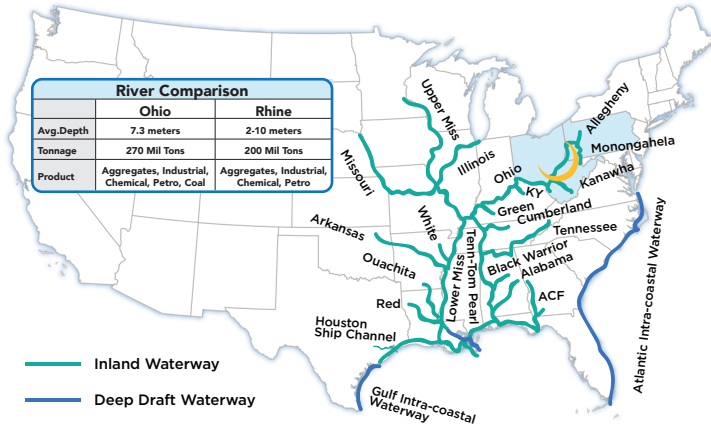 River Comparison
Ohio Rhine
Avg.Depth 7.3 meters 2-10 meters
Tonnage 270 Mil Tons 200 Mil Tons
Product Aggregates, Industrial, Chemical, Petro, Coal Aggregates, Industrial, Chemical, Petro
Upper Miss
Missouri
Illinois
Ohio
KY
Allegheny
Monongahela
Kanawha
Green
Cumberland
Tennessee
White
Arkansas
Ouachita
Red
Houston
Ship Channel
Lower Miss
Tenn-Tom Pearl
Black Warrior
Alabama
ACF
Atlantic Intra-coastal Waterway
Gulf Intra-coastal
Waterway
Inland Waterway
Deep Draft Waterway